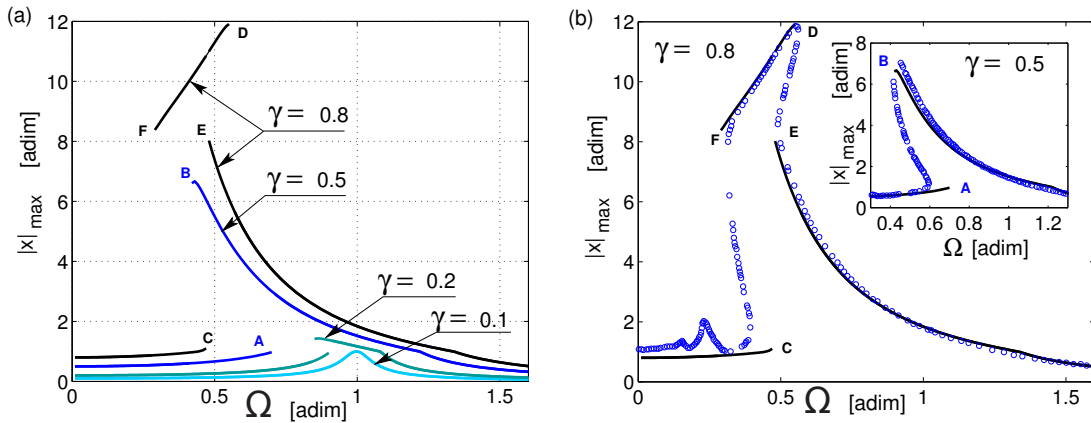 (a)
12
10
8
6
4
2
0
|x|max [adim]
D
F
E
B
C
A
γ= 0.8
γ= 0.5
γ= 0.2
γ= 0.1
0
0.5
1
1.5
Ω [adim]
(b)
12
10
8
6
4
2
0
|x|max [adim]
γ= 0.8
D
F
E
C
0
0.5
1
1.5
Ω [adim]
8
6
4
2
0
|x|max [adim]
γ= 0.5
B
A
0.4
0.6
0.8
1
1.2
Ω [adim]